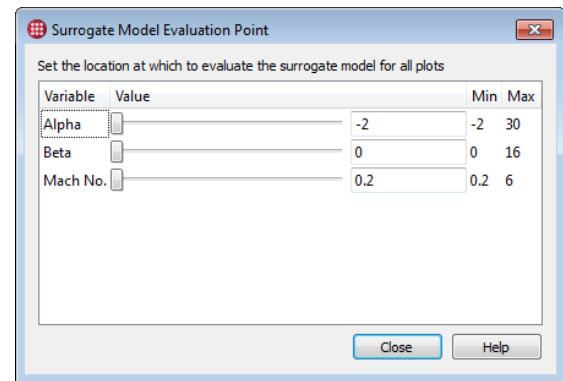 Surrogate Model Evaluation Point
Set the location at which to evaluate the surrogate model for all plots
Variable Value Min Max
Alpha -2 -2 30
Beta 0 0 16
Mach No. 0.2 0.2 6
Close Help